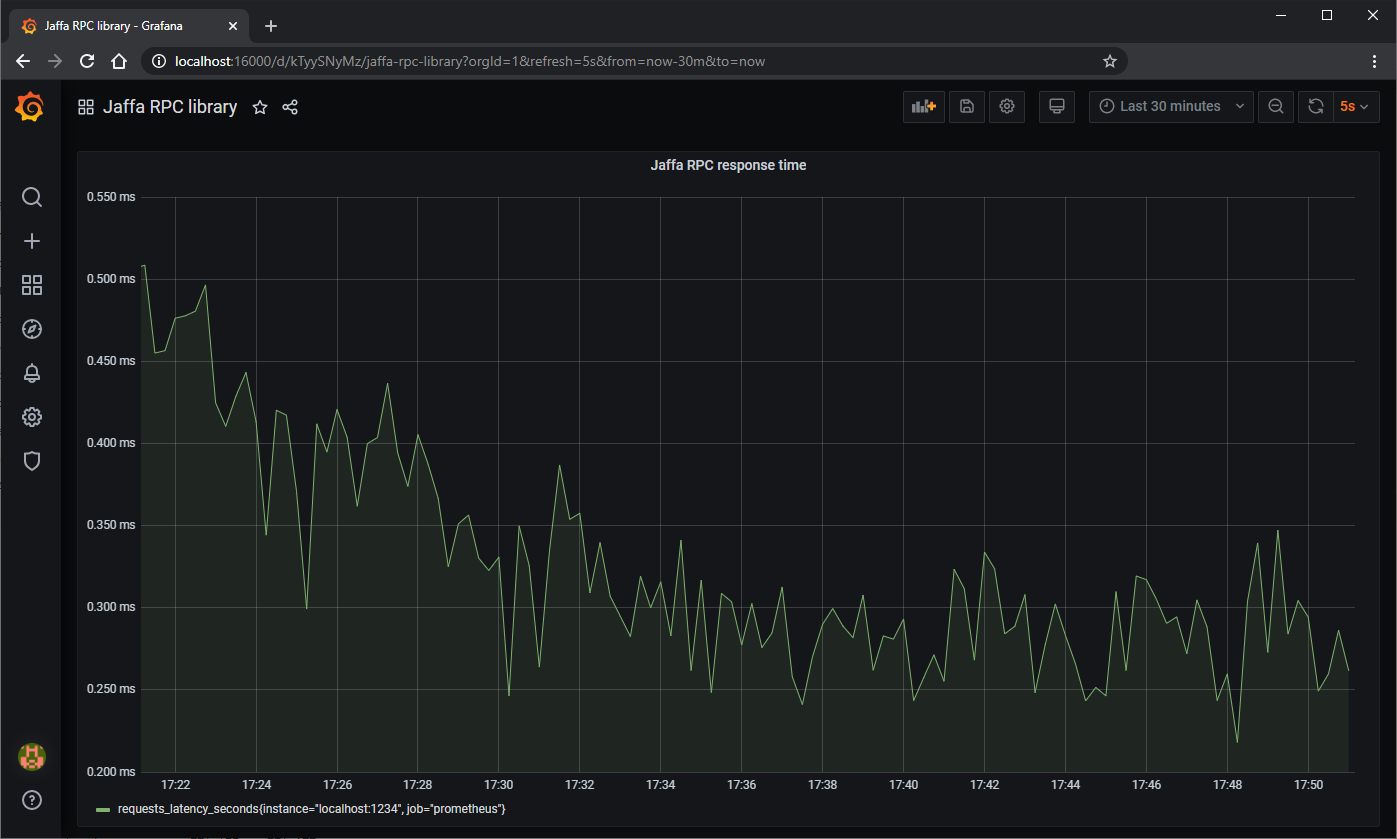 Jaffa RPC library - Grafana
localhost:16000/d/kTyySNyMz/jaffa-rpc-library?orgId=1&refresh=5s&from=now-30m&to=now
Jaffa RPC library
Last 30 minutes
5s
Jaffa RPC response time
0.550 ms
0.500 ms
0.450 ms
0.400 ms
0.350 ms
0.300 ms
0.250 ms
0.200 ms
17:22 17:24 17:26 17:28 17:30 17:32 17:34 17:36 17:38 17:40 17:42 17:44 17:46 17:48 17:50
requests_latency_seconds{instance="localhost:1234", job="prometheus"}